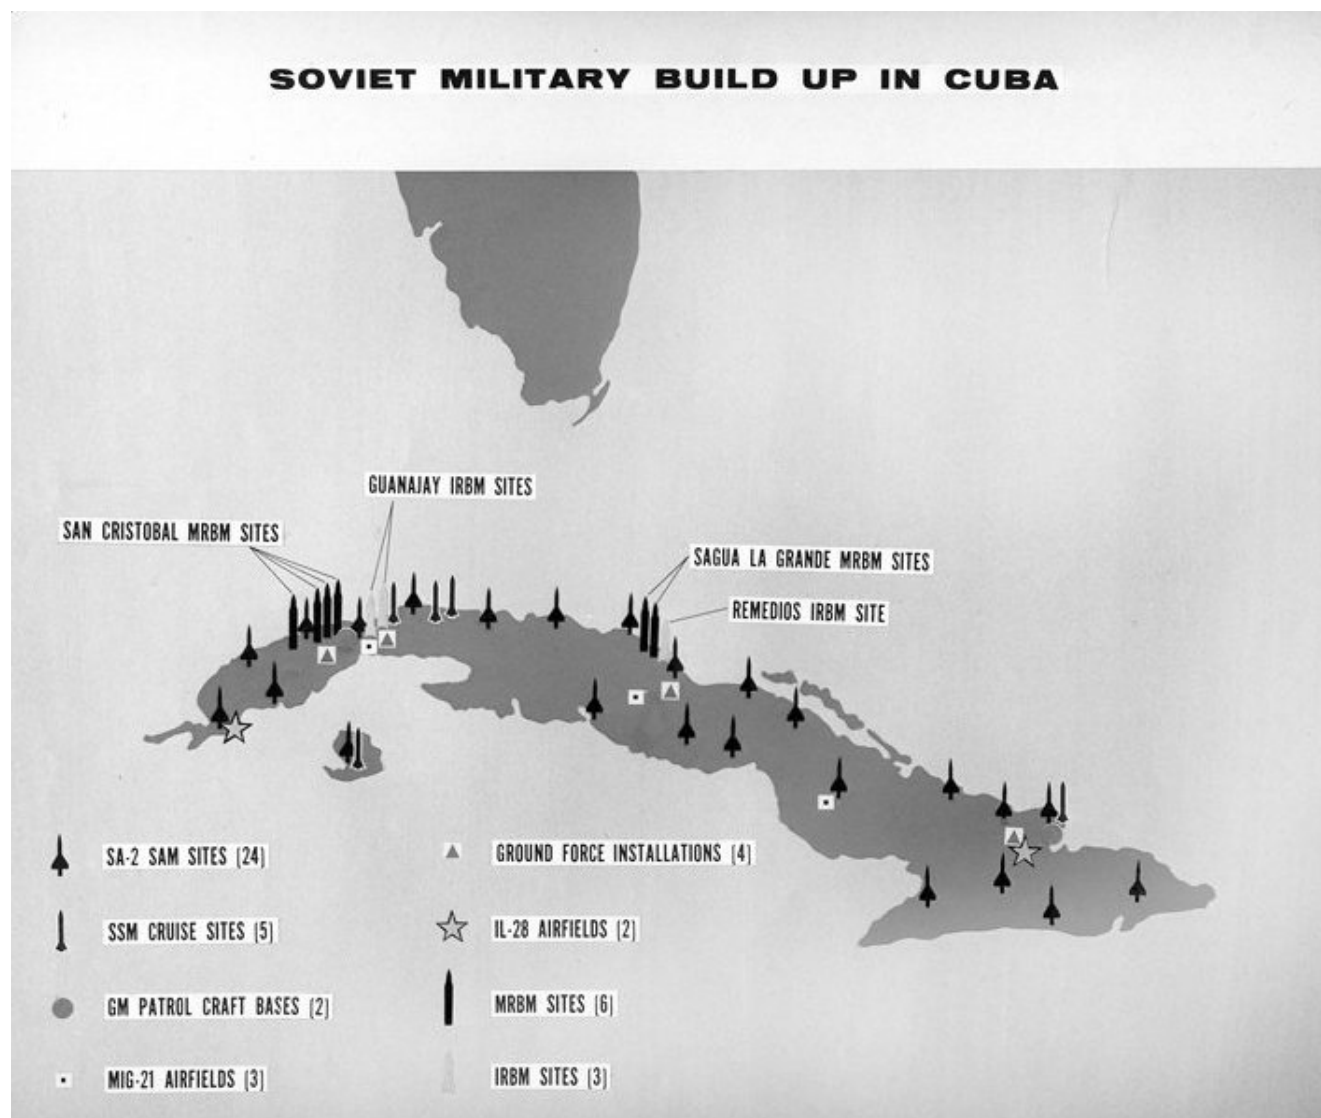 SOVIET MILITARY BUILD UP IN CUBA
GUANAJAY IRBM SITES
SAN CRISTOBAL MRBM SITES
SAGUA LA GRANDE MRBM SITES
REMEDIOS IRBM SITE
SA-2 SAM SITES (24)
GROUND FORCE INSTALLATIONS (4)
SSM CRUISE SITES (5)
IL-28 AIRFIELDS (2)
GM PATROL CRAFT BASES (2)
MRBM SITES (6)
MIG-21 AIRFIELDS (3)
IRBM SITES (3)